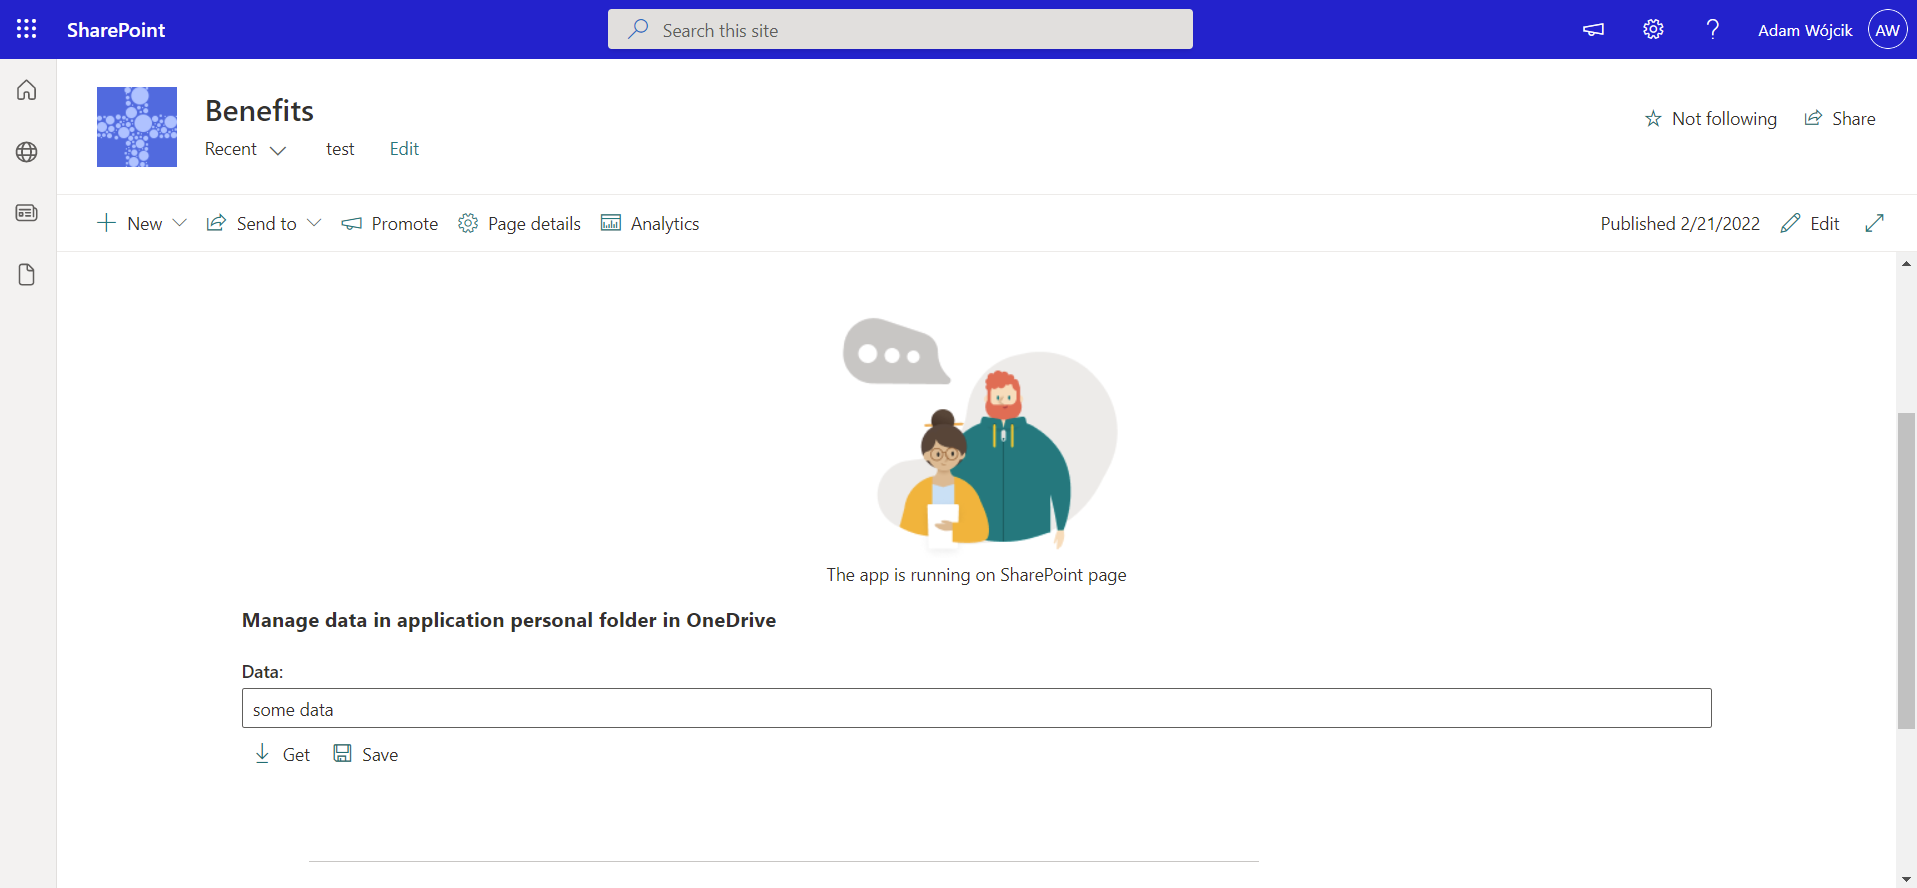 SharePoint
Search this site
Adam Wójcik
AW
Benefits
Recent test Edit
Not following Share
New Send to Promote Page details Analytics
Published 2/21/2022 Edit
The app is running on SharePoint page
Manage data in application personal folder in OneDrive
Data:
some data
Get Save